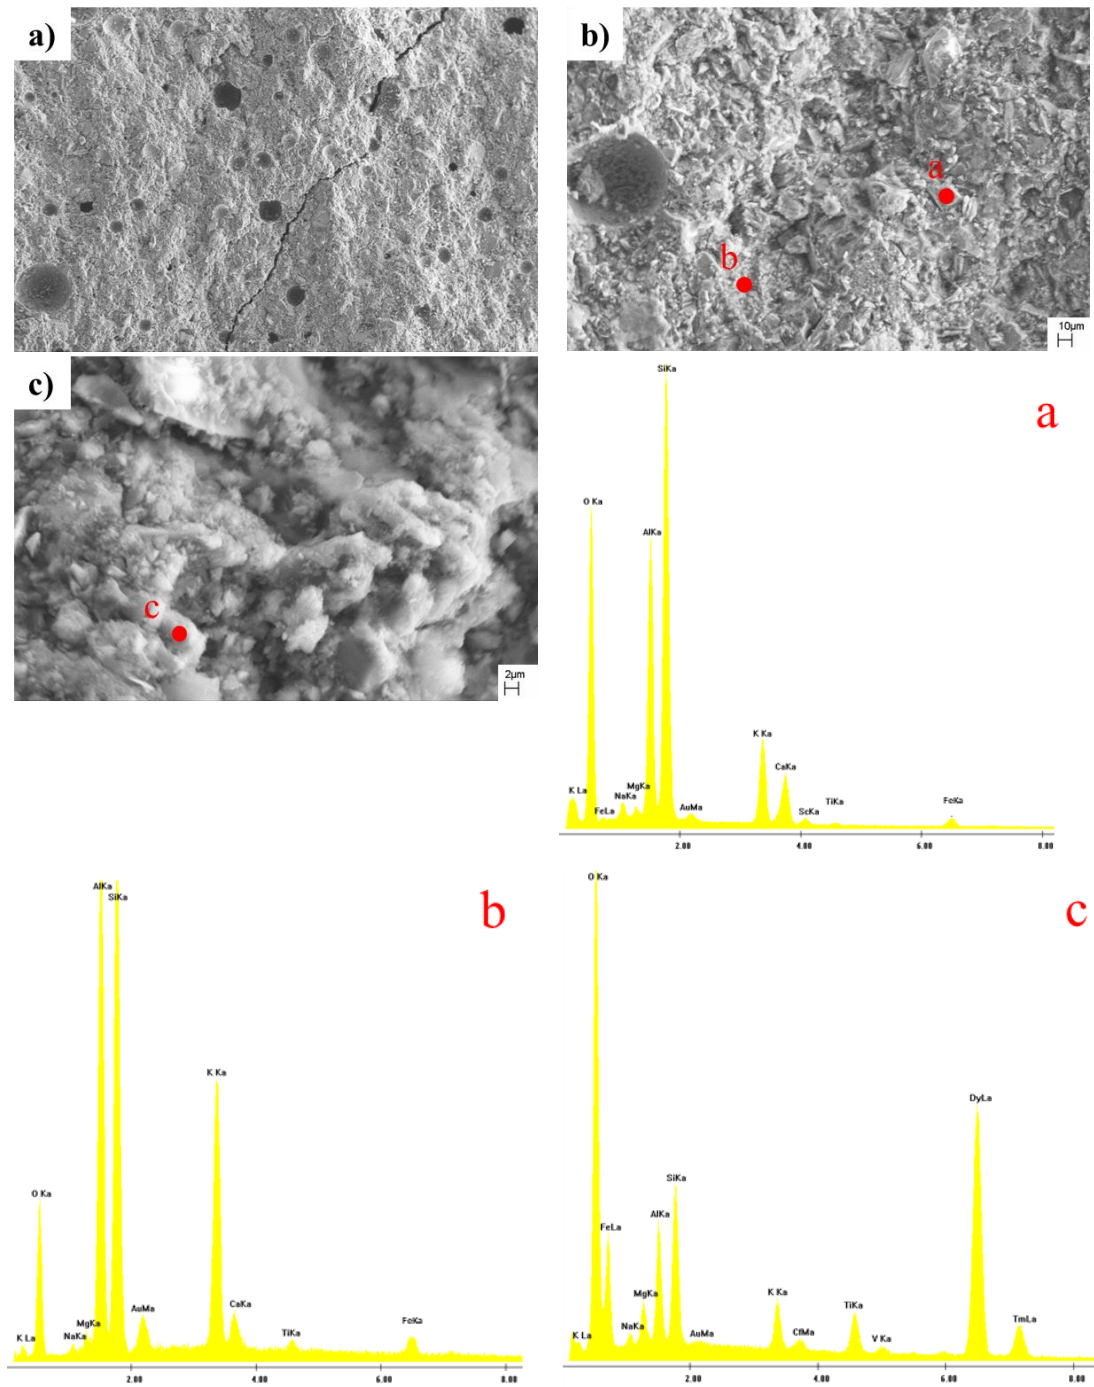 a)
b)
a
b
10µm
c)
c
2µm
SiKa
a
O Ka
AlKa
K Ka
CaKa
K La
MgKa
NaKa
FeLa
AuMa
ScKa
TiKa
FeKa
2.00 4.00 6.00 8.00
AlKa
SiKa
b
K Ka
O Ka
AuMa
CaKa
MgKa
K La
NaKa
TiKa
FeKa
2.00 4.00 6.00 8.00
O Ka
c
DyLa
SiKa
AlKa
FeLa
MgKa
K Ka
TiKa
TmLa
NaKa
K La
AuMa
CfMa
V Ka
2.00 4.00 6.00 8.00